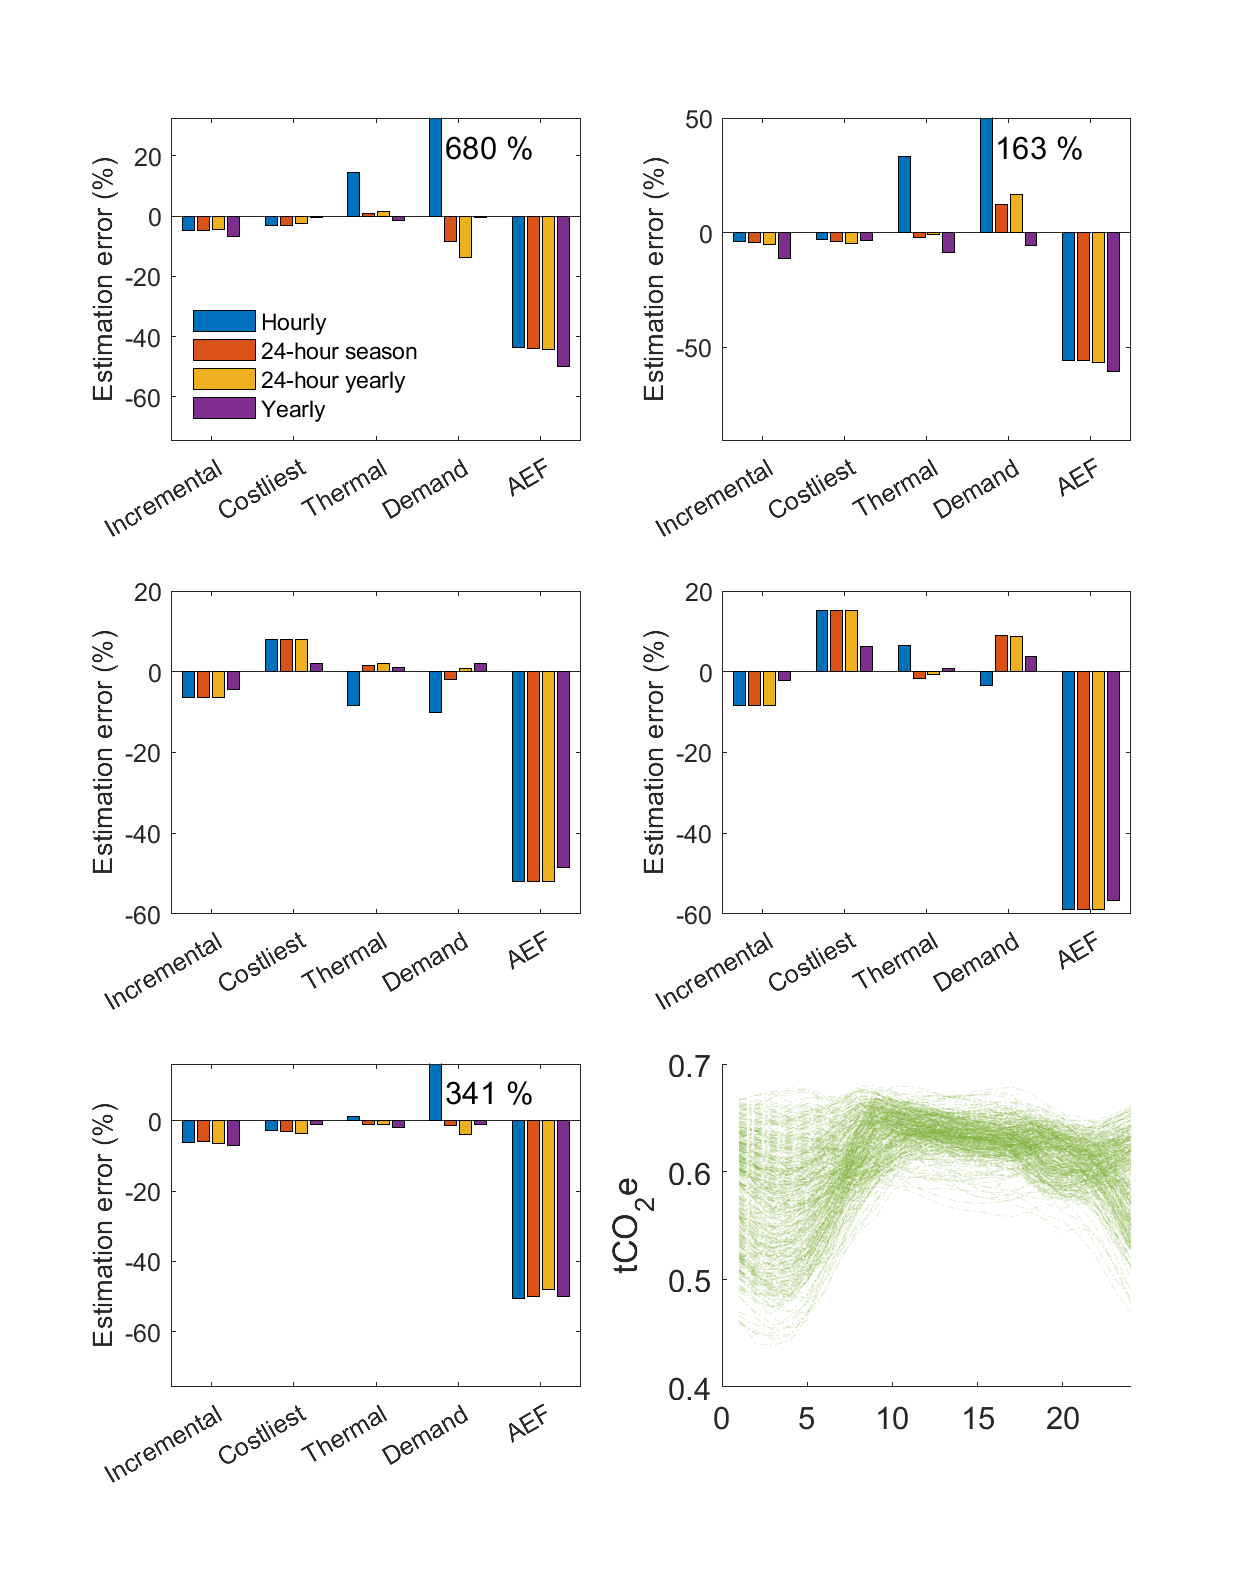 680 %
20
0
-20
-40
-60
Estimation error (%)
Hourly
24-hour season
24-hour yearly
Yearly
Incremental
Costliest
Thermal
Demand
AEF
163 %
50
0
-50
Estimation error (%)
Incremental
Costliest
Thermal
Demand
AEF
20
0
-20
-40
-60
Estimation error (%)
Incremental
Costliest
Thermal
Demand
AEF
20
0
-20
-40
-60
Estimation error (%)
Incremental
Costliest
Thermal
Demand
AEF
341 %
0
-20
-40
-60
Estimation error (%)
Incremental
Costliest
Thermal
Demand
AEF
0.7
0.6
0.5
0.4
tCO2e
0 5 10 15 20